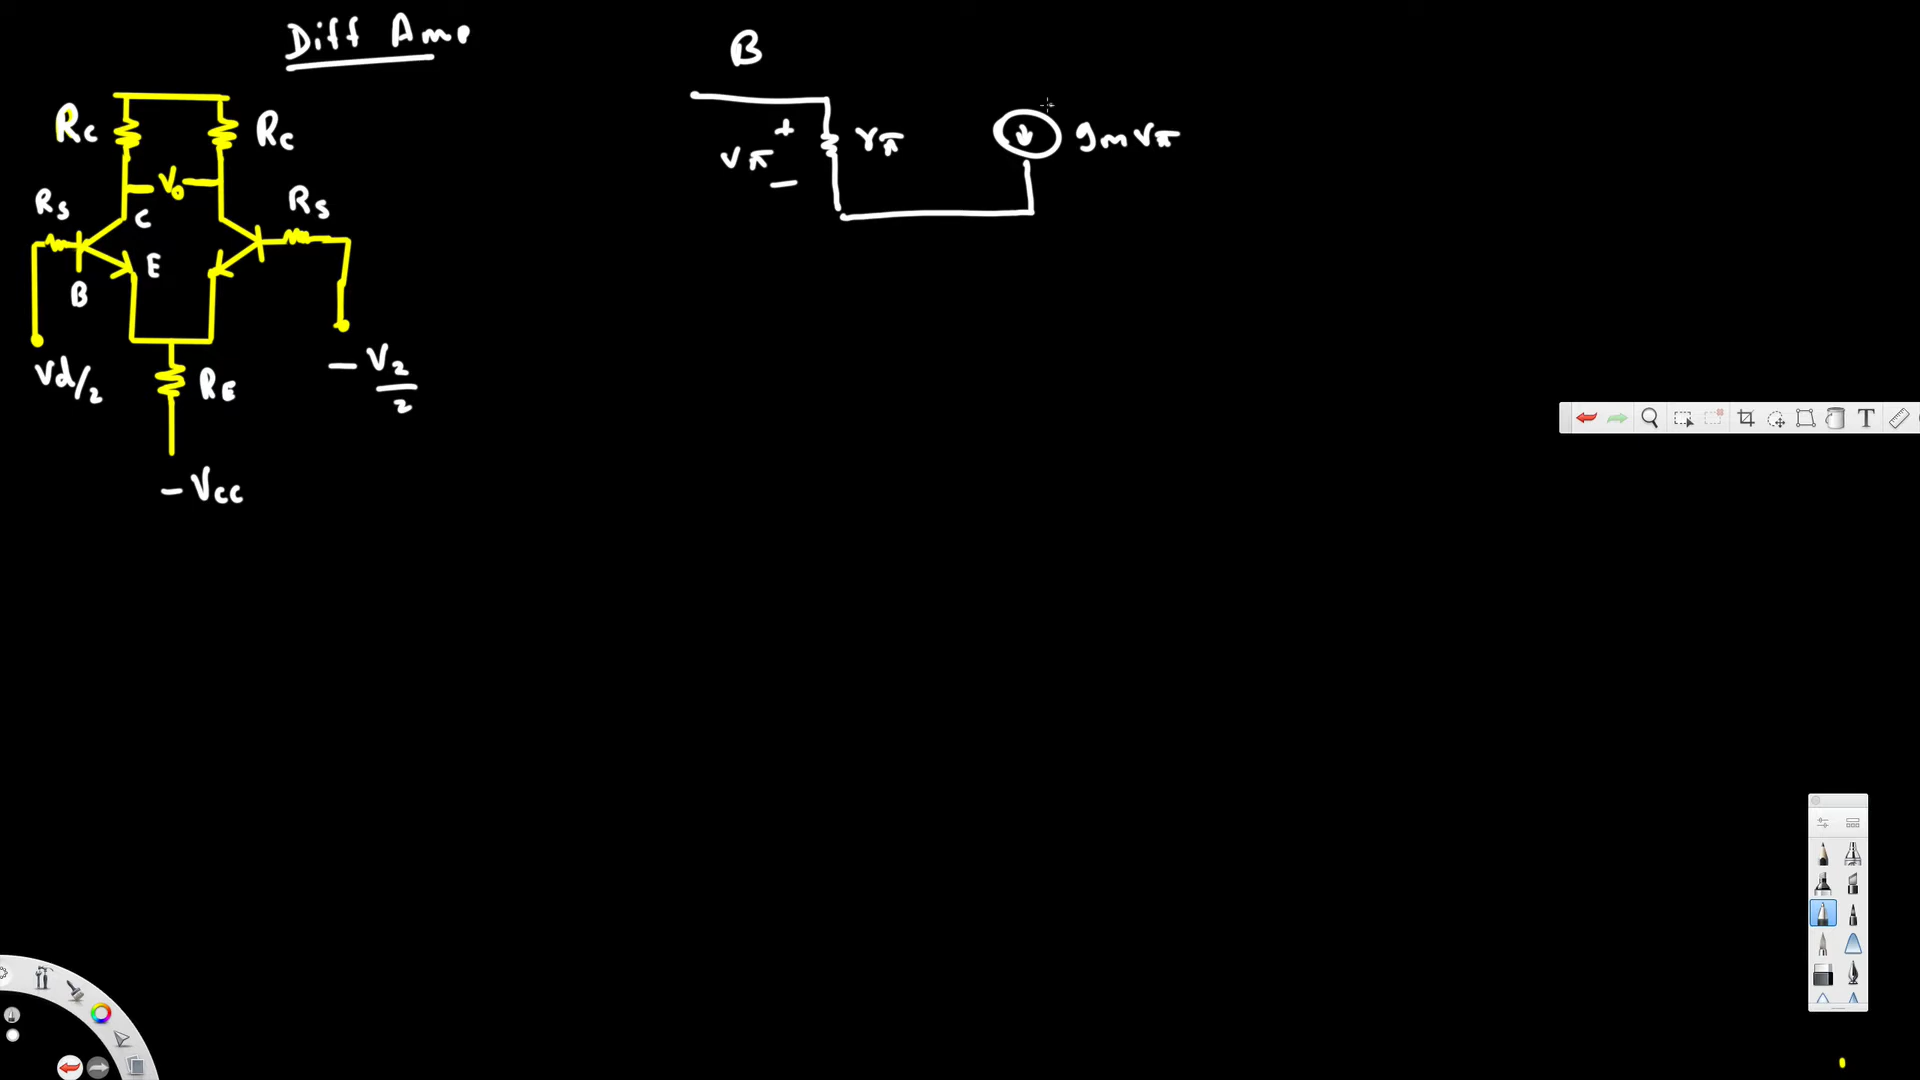 Diff Amp
Rc Rc
Vo
Rs Rs
C
E
B
Vd/2
RE
- V2/2
- Vcc
B
+
Vπ rπ
-
↓ gmVπ
T